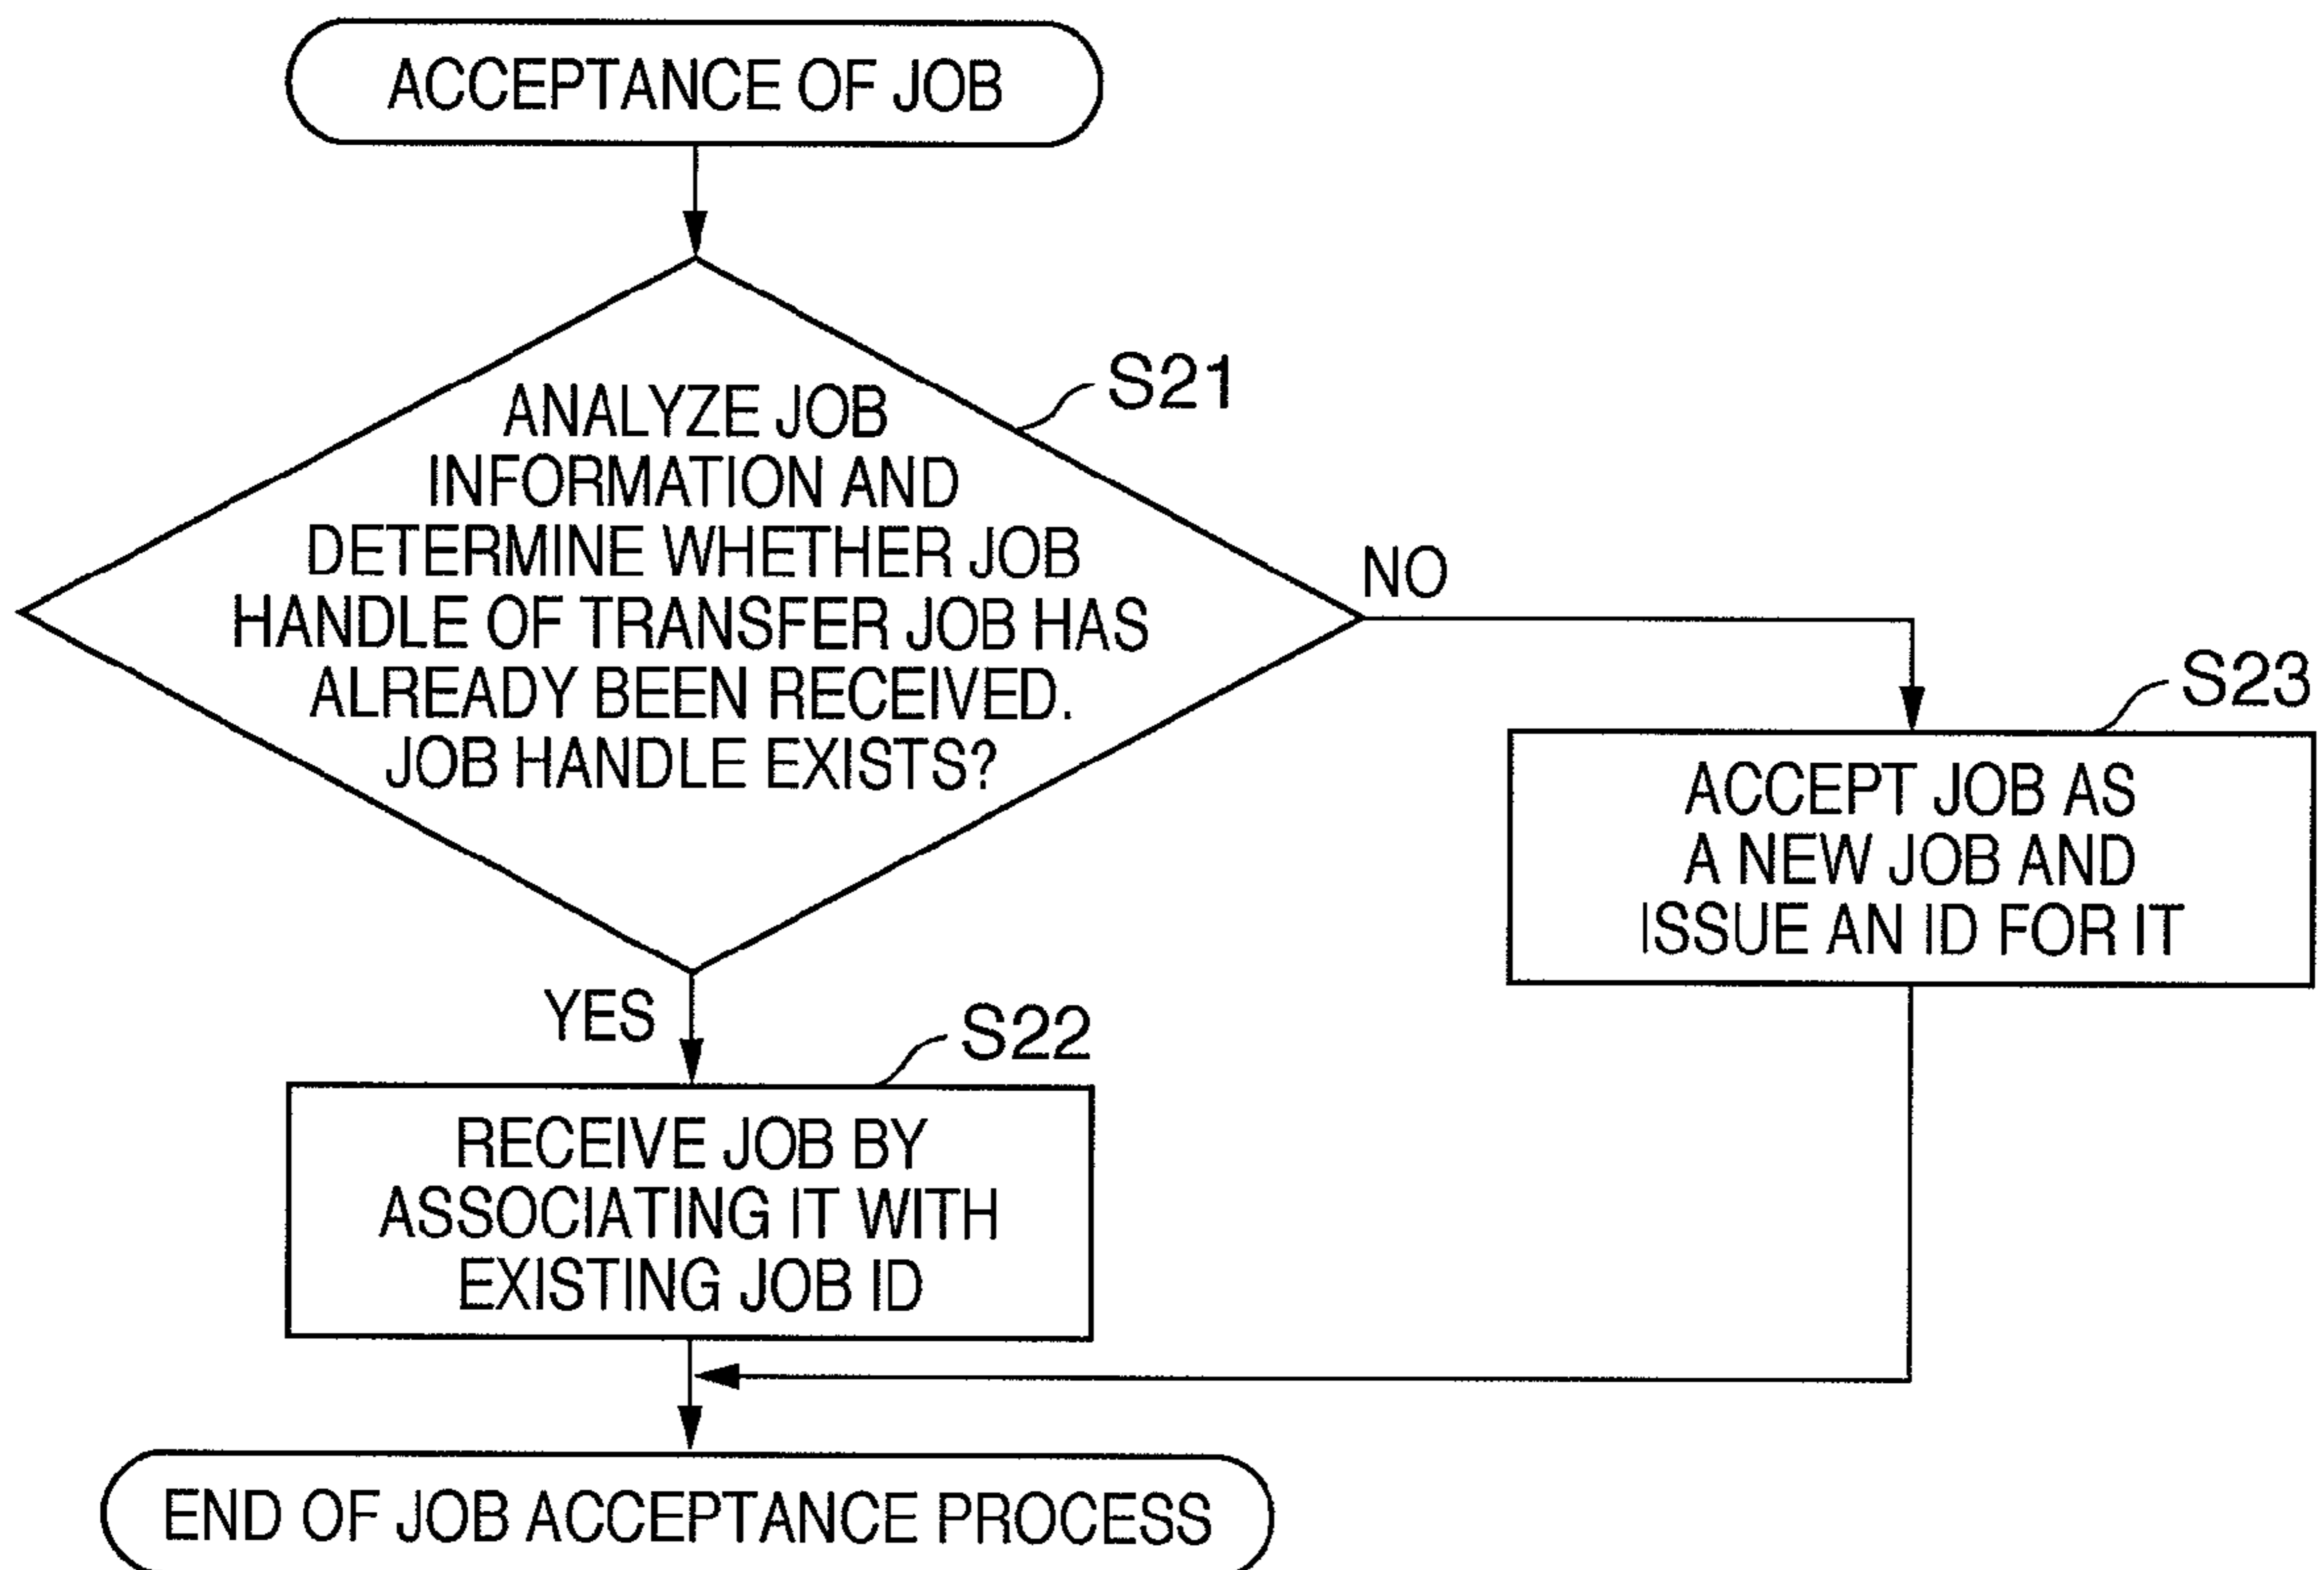 ACCEPTANCE OF JOB
S21
ANALYZE JOB
INFORMATION AND
DETERMINE WHETHER JOB
HANDLE OF TRANSFER JOB HAS
ALREADY BEEN RECEIVED.
JOB HANDLE EXISTS?
NO
S23
ACCEPT JOB AS
A NEW JOB AND
ISSUE AN ID FOR IT
YES
S22
RECEIVE JOB BY
ASSOCIATING IT WITH
EXISTING JOB ID
END OF JOB ACCEPTANCE PROCESS